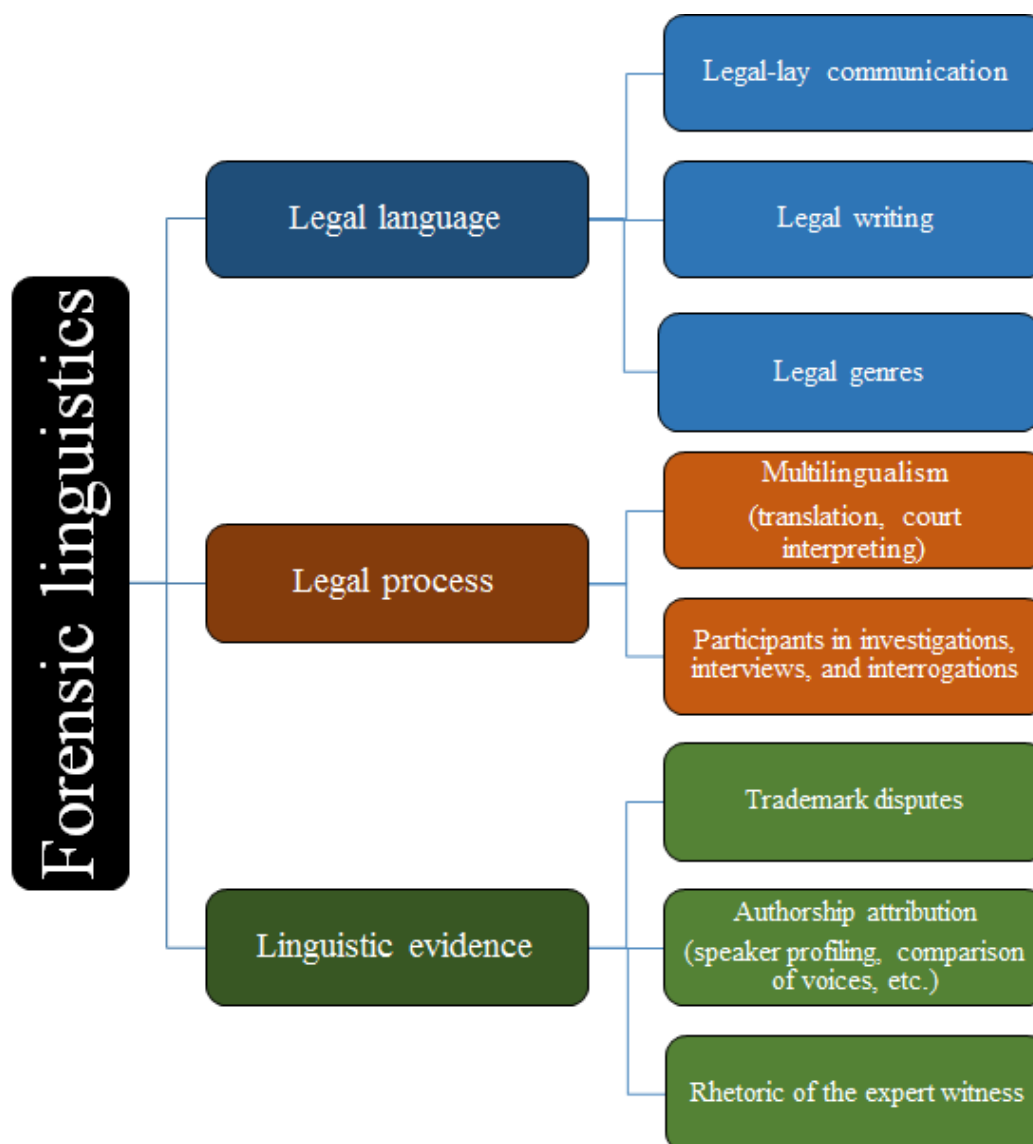 Forensic linguistics
Legal language
Legal-lay communication
Legal writing
Legal genres
Legal process
Multilingualism
(translation, court
interpreting)
Participants in investigations,
interviews, and interrogations
Linguistic evidence
Trademark disputes
Authorship attribution
(speaker profiling, comparison
of voices, etc.)
Rhetoric of the expert witness